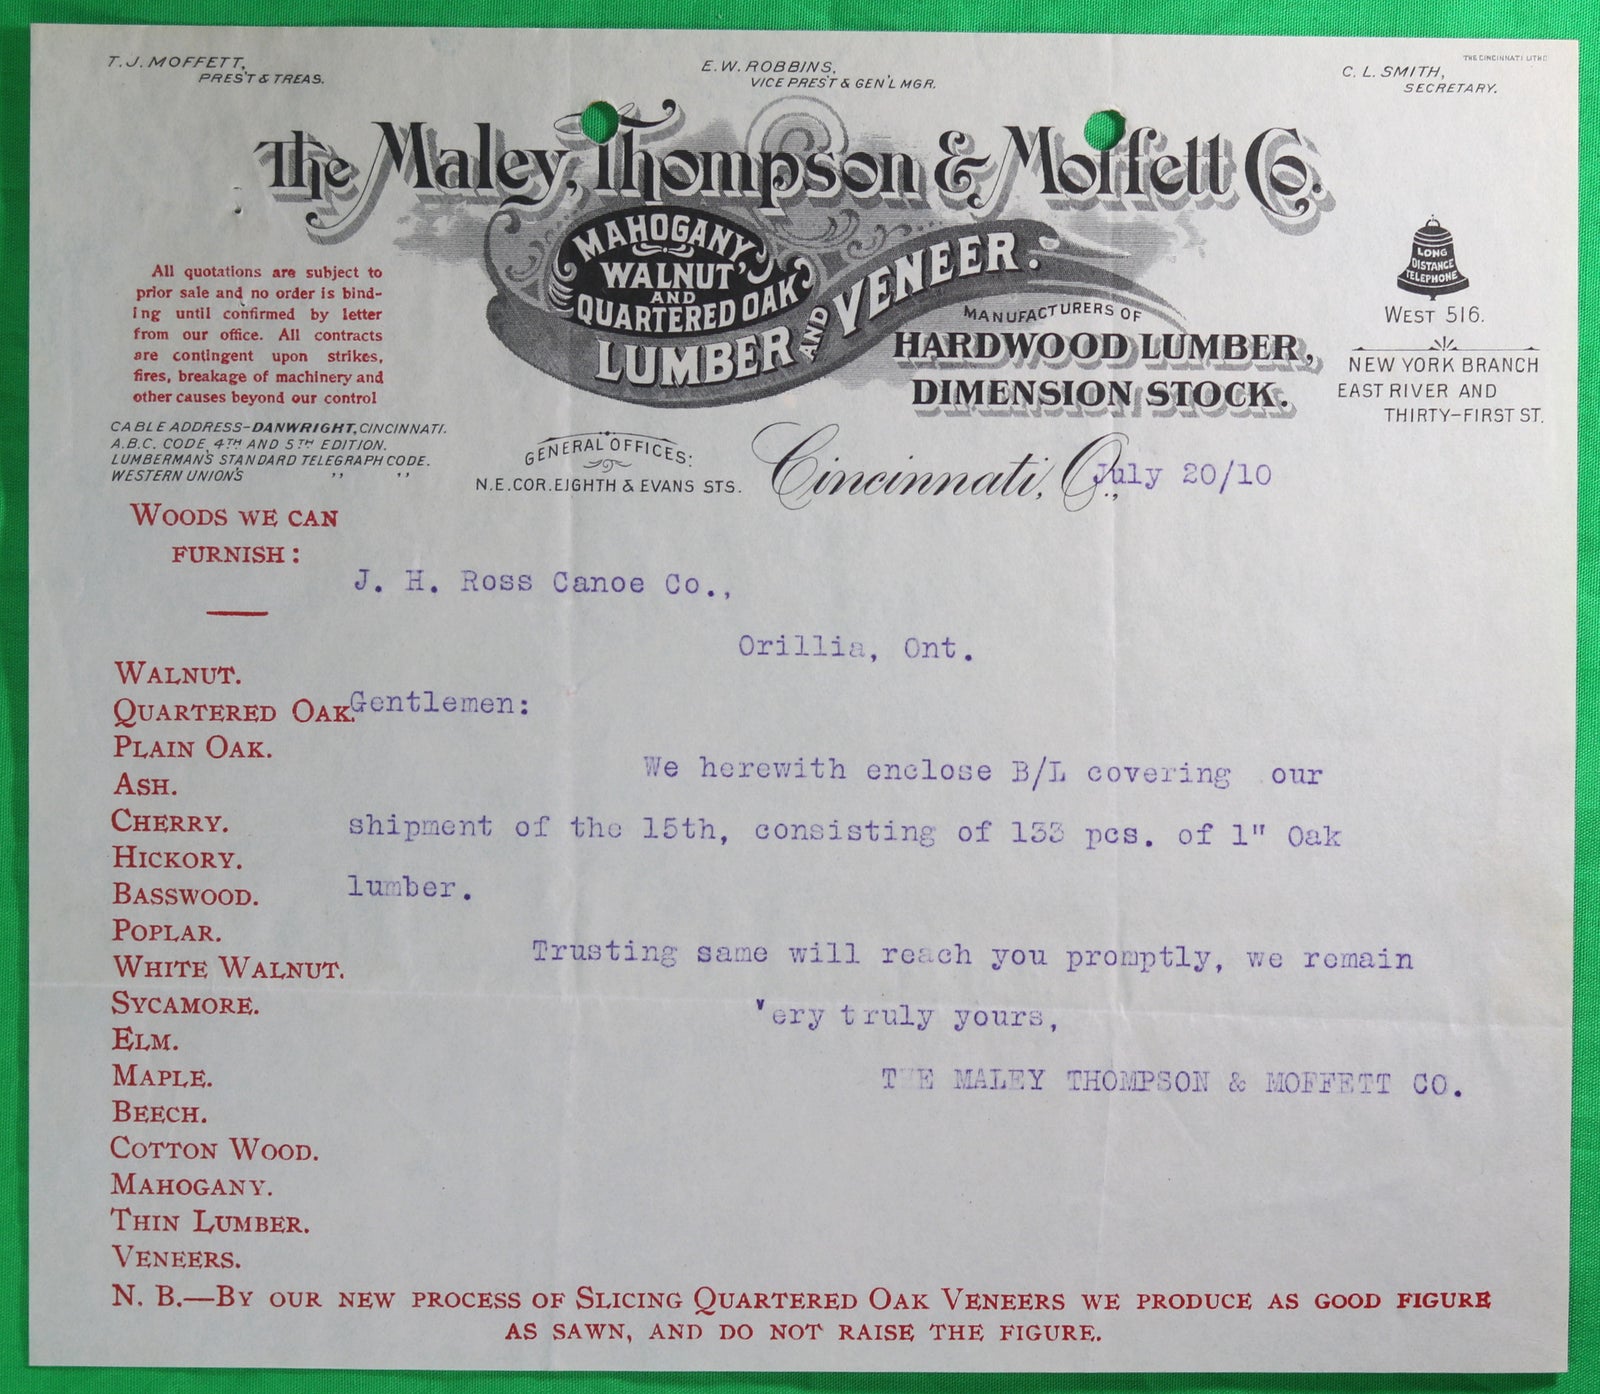 T. J. MOFFETT,
PRES'T & TREAS.
E. W. ROBBINS,
VICE PRES'T & GEN'L MGR.
C. L. SMITH,
SECRETARY.
THE CINCINNATI LITHO
The Maley, Thompson & Moffett Co.
MAHOGANY,
WALNUT
AND
QUARTERED OAK
LUMBER AND VENEER.
MANUFACTURERS OF
HARDWOOD LUMBER,
DIMENSION STOCK.
LONG
DISTANCE
TELEPHONE
WEST 516.
NEW YORK BRANCH
EAST RIVER AND
THIRTY-FIRST ST.
All quotations are subject to
prior sale and no order is bind-
ing until confirmed by letter
from our office. All contracts
are contingent upon strikes,
fires, breakage of machinery and
other causes beyond our control
CABLE ADDRESS-DANWRIGHT, CINCINNATI.
A.B.C. CODE, 4TH AND 5TH EDITION.
LUMBERMAN'S STANDARD TELEGRAPH CODE.
WESTERN UNION'S " "
GENERAL OFFICES:
N.E. COR. EIGHTH & EVANS STS.
Cincinnati, O., July 20/10
WOODS WE CAN
FURNISH:
J. H. Ross Canoe Co.,
Orillia, Ont.
Gentlemen:
We herewith enclose B/L covering our
shipment of the 15th, consisting of 133 pcs. of 1" Oak
lumber.
Trusting same will reach you promptly, we remain
Very truly yours,
THE MALEY THOMPSON & MOFFETT CO.
WALNUT.
QUARTERED OAK.
PLAIN OAK.
ASH.
CHERRY.
HICKORY.
BASSWOOD.
POPLAR.
WHITE WALNUT.
SYCAMORE.
ELM.
MAPLE.
BEECH.
COTTON WOOD.
MAHOGANY.
THIN LUMBER.
VENEERS.
N. B.—BY OUR NEW PROCESS OF SLICING QUARTERED OAK VENEERS WE PRODUCE AS GOOD FIGURE
AS SAWN, AND DO NOT RAISE THE FIGURE.